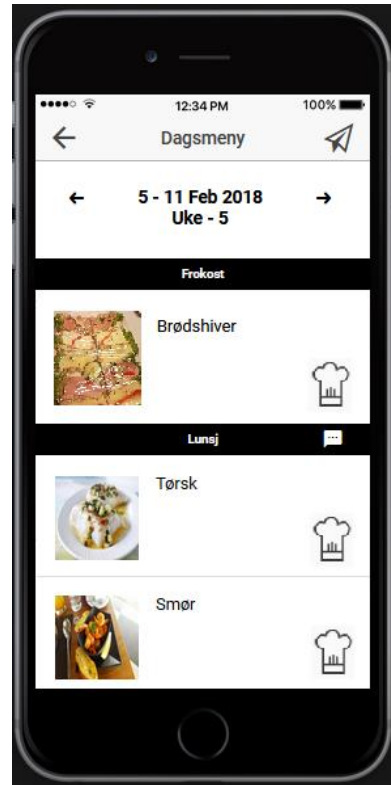 12:34 PM
100%
Dagsmeny
5 - 11 Feb 2018
Uke - 5
Frokost
Brødshiver
Lunsj
Tørsk
Smør